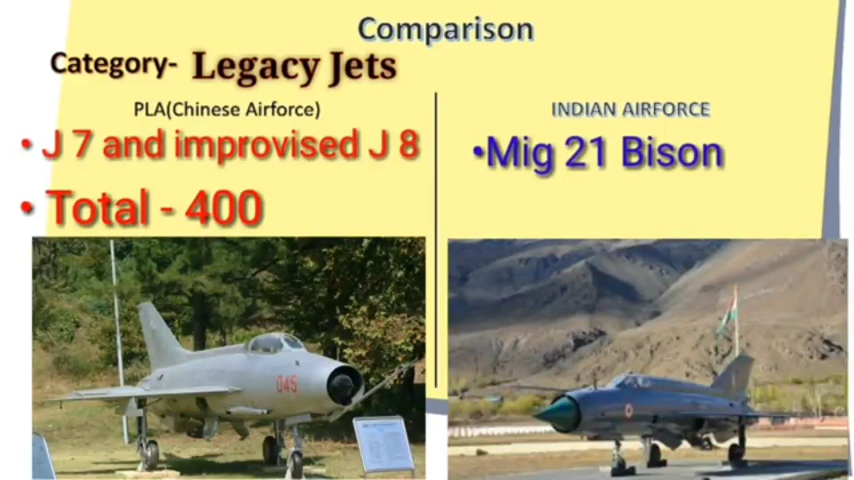 Comparison
Category- Legacy Jets
PLA(Chinese Airforce)
• J 7 and improvised J 8
• Total - 400
INDIAN AIRFORCE
•Mig 21 Bison
045